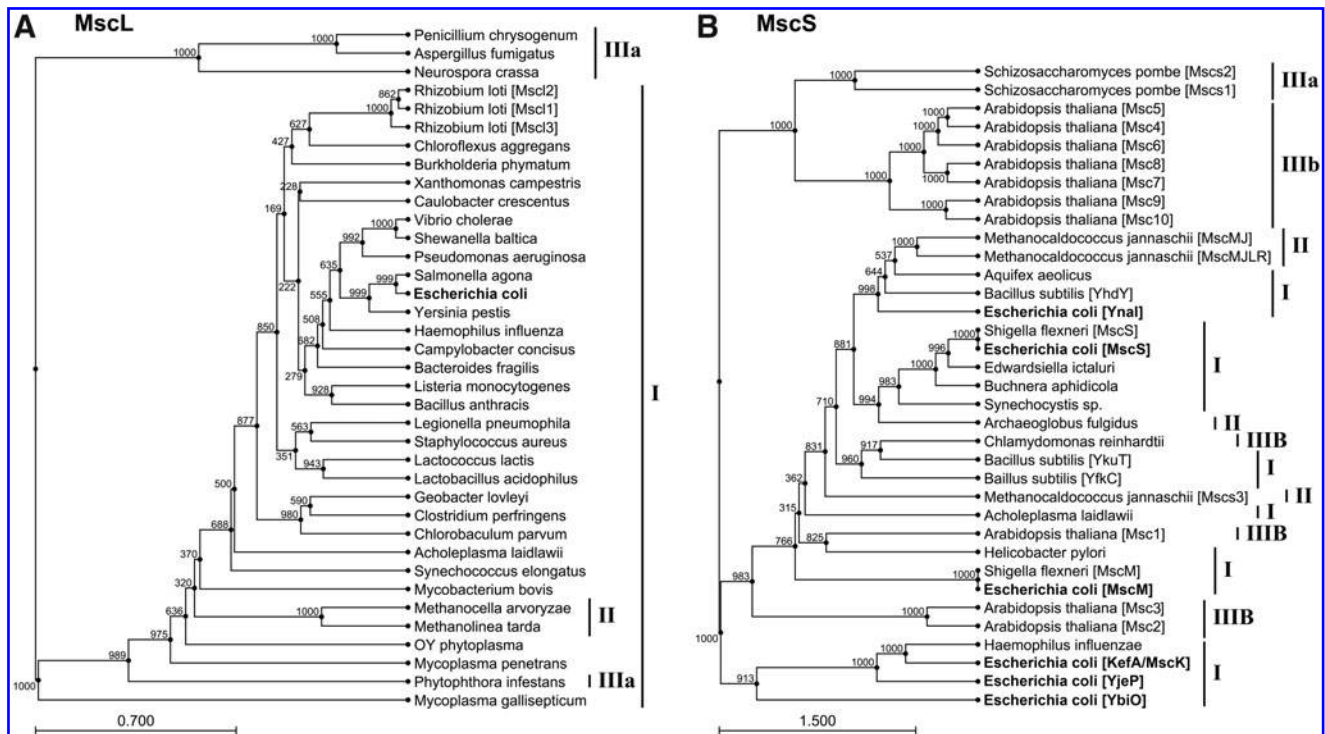 A MscL
Penicillium chrysogenum
1000
Aspergillus fumigatus
IIIa
1000
Neurospora crassa
Rhizobium loti [Mscl2]
862
Rhizobium loti [Mscl1]
1000
Rhizobium loti [Mscl3]
627
Chloroflexus aggregans
427
Burkholderia phymatum
Xanthomonas campestris
228
Caulobacter crescentus
169
Vibrio cholerae
1000
Shewanella baltica
992
Pseudomonas aeruginosa
635
Salmonella agona
999
Escherichia coli
999
222
Yersinia pestis
555
Haemophilus influenza
508
850
Campylobacter concisus
682
Bacteroides fragilis
279
Listeria monocytogenes
928
I
Bacillus anthracis
877
Legionella pneumophila
563
Staphylococcus aureus
351
Lactococcus lactis
943
Lactobacillus acidophilus
500
Geobacter lovleyi
590
Clostridium perfringens
980
Chlorobaculum parvum
688
Acholeplasma laidlawii
370
Synechococcus elongatus
320
Mycobacterium bovis
Methanocella arvoryzae
1000
II
Methanolinea tarda
636
OY phytoplasma
975
Mycoplasma penetrans
989
Phytophthora infestans
IIIa
1000
Mycoplasma gallisepticum
0.700
B MscS
Schizosaccharomyces pombe [Mscs2]
1000
IIIa
Schizosaccharomyces pombe [Mscs1]
Arabidopsis thaliana [Msc5]
1000
1000
Arabidopsis thaliana [Msc4]
1000
Arabidopsis thaliana [Msc6]
1000
Arabidopsis thaliana [Msc8]
IIIb
1000
1000
Arabidopsis thaliana [Msc7]
Arabidopsis thaliana [Msc9]
1000
Arabidopsis thaliana [Msc10]
Methanocaldococcus jannaschii [MscMJ]
1000
II
Methanocaldococcus jannaschii [MscMJLR]
537
Aquifex aeolicus
644
Bacillus subtilis [YhdY]
I
998
Escherichia coli [YnaI]
Shigella flexneri [MscS]
1000
Escherichia coli [MscS]
996
881
Edwardsiella ictaluri
1000
I
Buchnera aphidicola
983
Synechocystis sp.
710
994
Archaeoglobus fulgidus
II
Chlamydomonas reinhardtii
917
IIIB
831
Bacillus subtilis [YkuT]
960
I
Baillus subtilis [YfkC]
362
Methanocaldococcus jannaschii [Mscs3]
II
315
Acholeplasma laidlawii
I
Arabidopsis thaliana [Msc1]
825
IIIB
766
Helicobacter pylori
Shigella flexneri [MscM]
1000
I
983
Escherichia coli [MscM]
Arabidopsis thaliana [Msc3]
1000
IIIB
Arabidopsis thaliana [Msc2]
1000
Haemophilus influenzae
1000
Escherichia coli [KefA/MscK]
1000
I
913
Escherichia coli [YjeP]
Escherichia coli [YbiO]
1.500